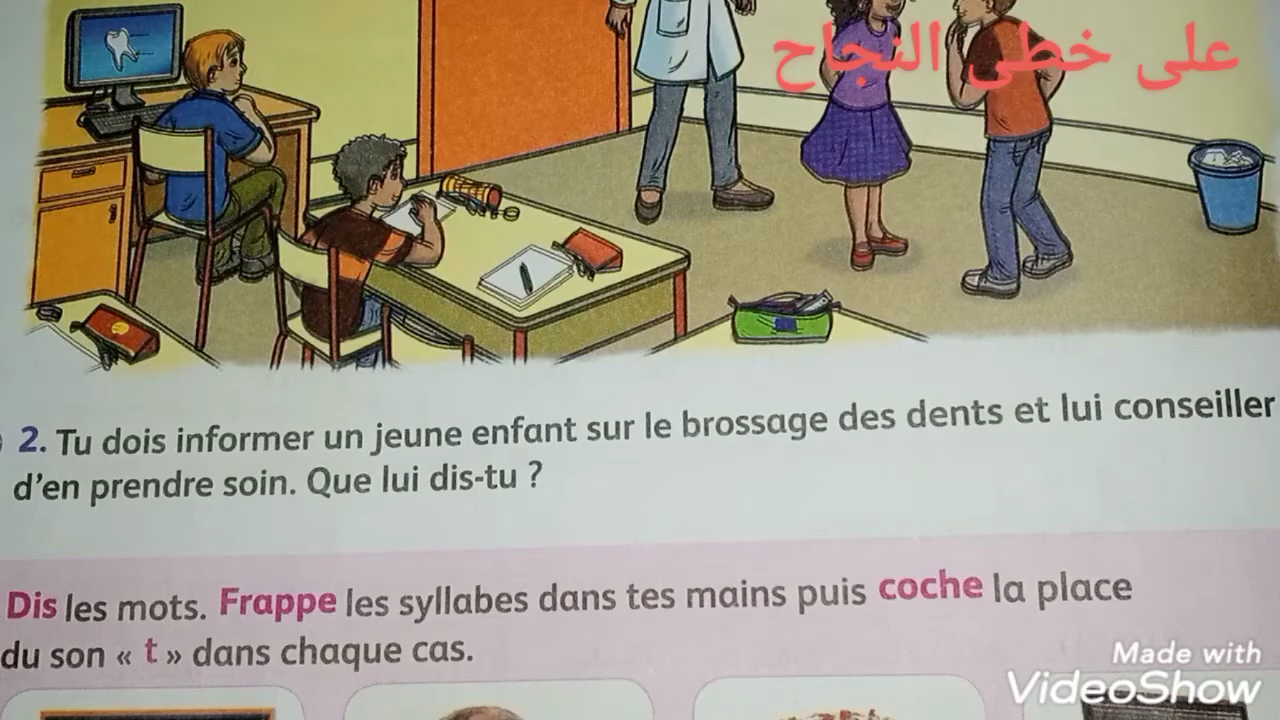 على خطى النجاح
2. Tu dois informer un jeune enfant sur le brossage des dents et lui conseiller
d'en prendre soin. Que lui dis-tu ?
Dis les mots. Frappe les syllabes dans tes mains puis coche la place
du son « t » dans chaque cas.
Made with
VideoShow